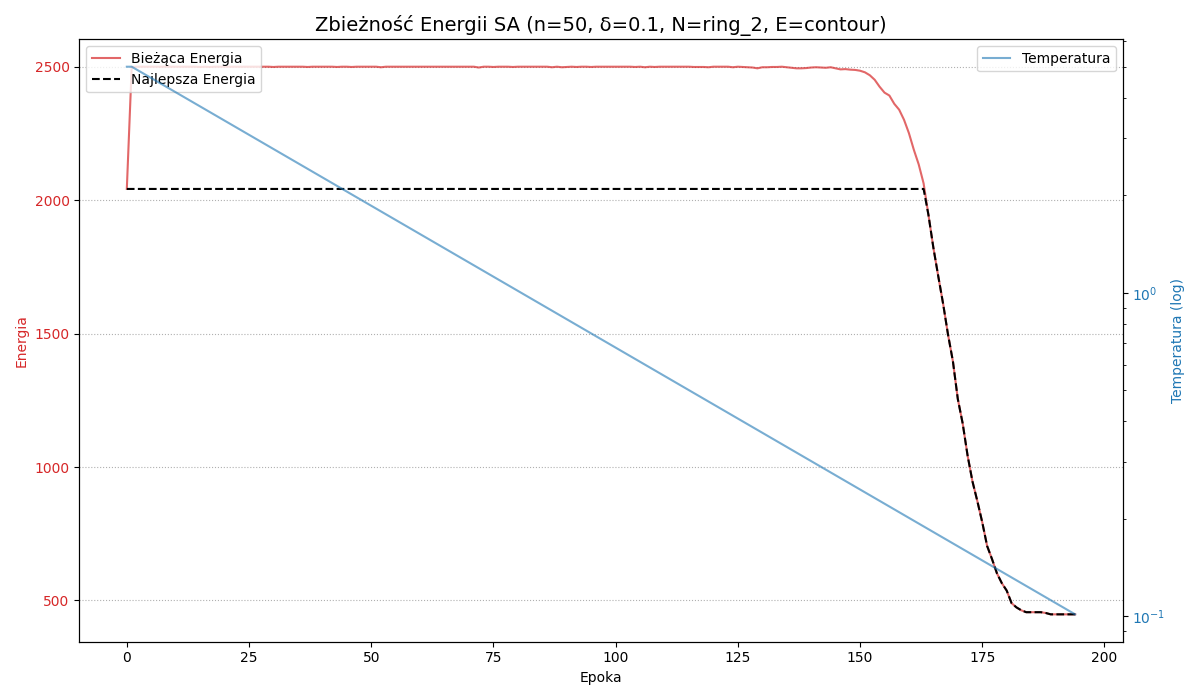 Zbieżność Energii SA (n=50, δ=0.1, N=ring_2, E=contour)
Bieżąca Energia
Najlepsza Energia
Temperatura
2500
2000
1500
1000
500
Energia
10⁰
10⁻¹
Temperatura (log)
0 25 50 75 100 125 150 175 200
Epoka